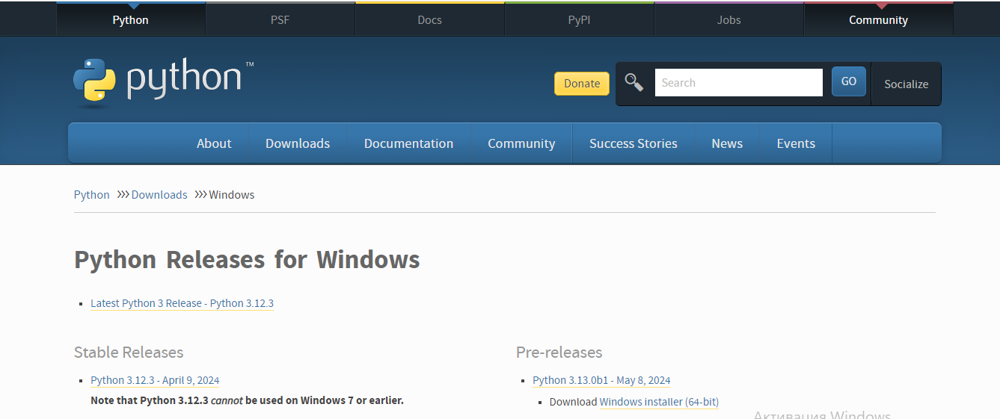 Python PSF Docs PyPI Jobs Community
python™
Donate Search GO Socialize
About Downloads Documentation Community Success Stories News Events
Python >>> Downloads >>> Windows
Python Releases for Windows
Latest Python 3 Release - Python 3.12.3
Stable Releases
Python 3.12.3 - April 9, 2024
Note that Python 3.12.3 cannot be used on Windows 7 or earlier.
Pre-releases
Python 3.13.0b1 - May 8, 2024
Download Windows installer (64-bit)
Активация Windows